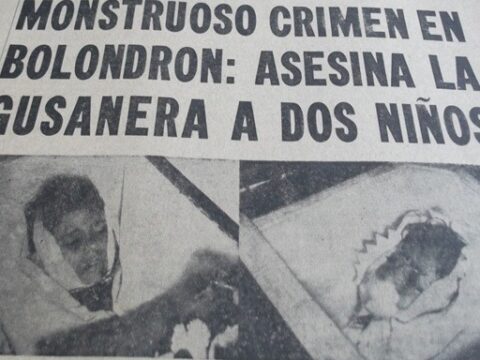 MONSTRUOSO CRIMEN EN
BOLONDRON: ASESINA LA
GUSANERA A DOS NIÑOS